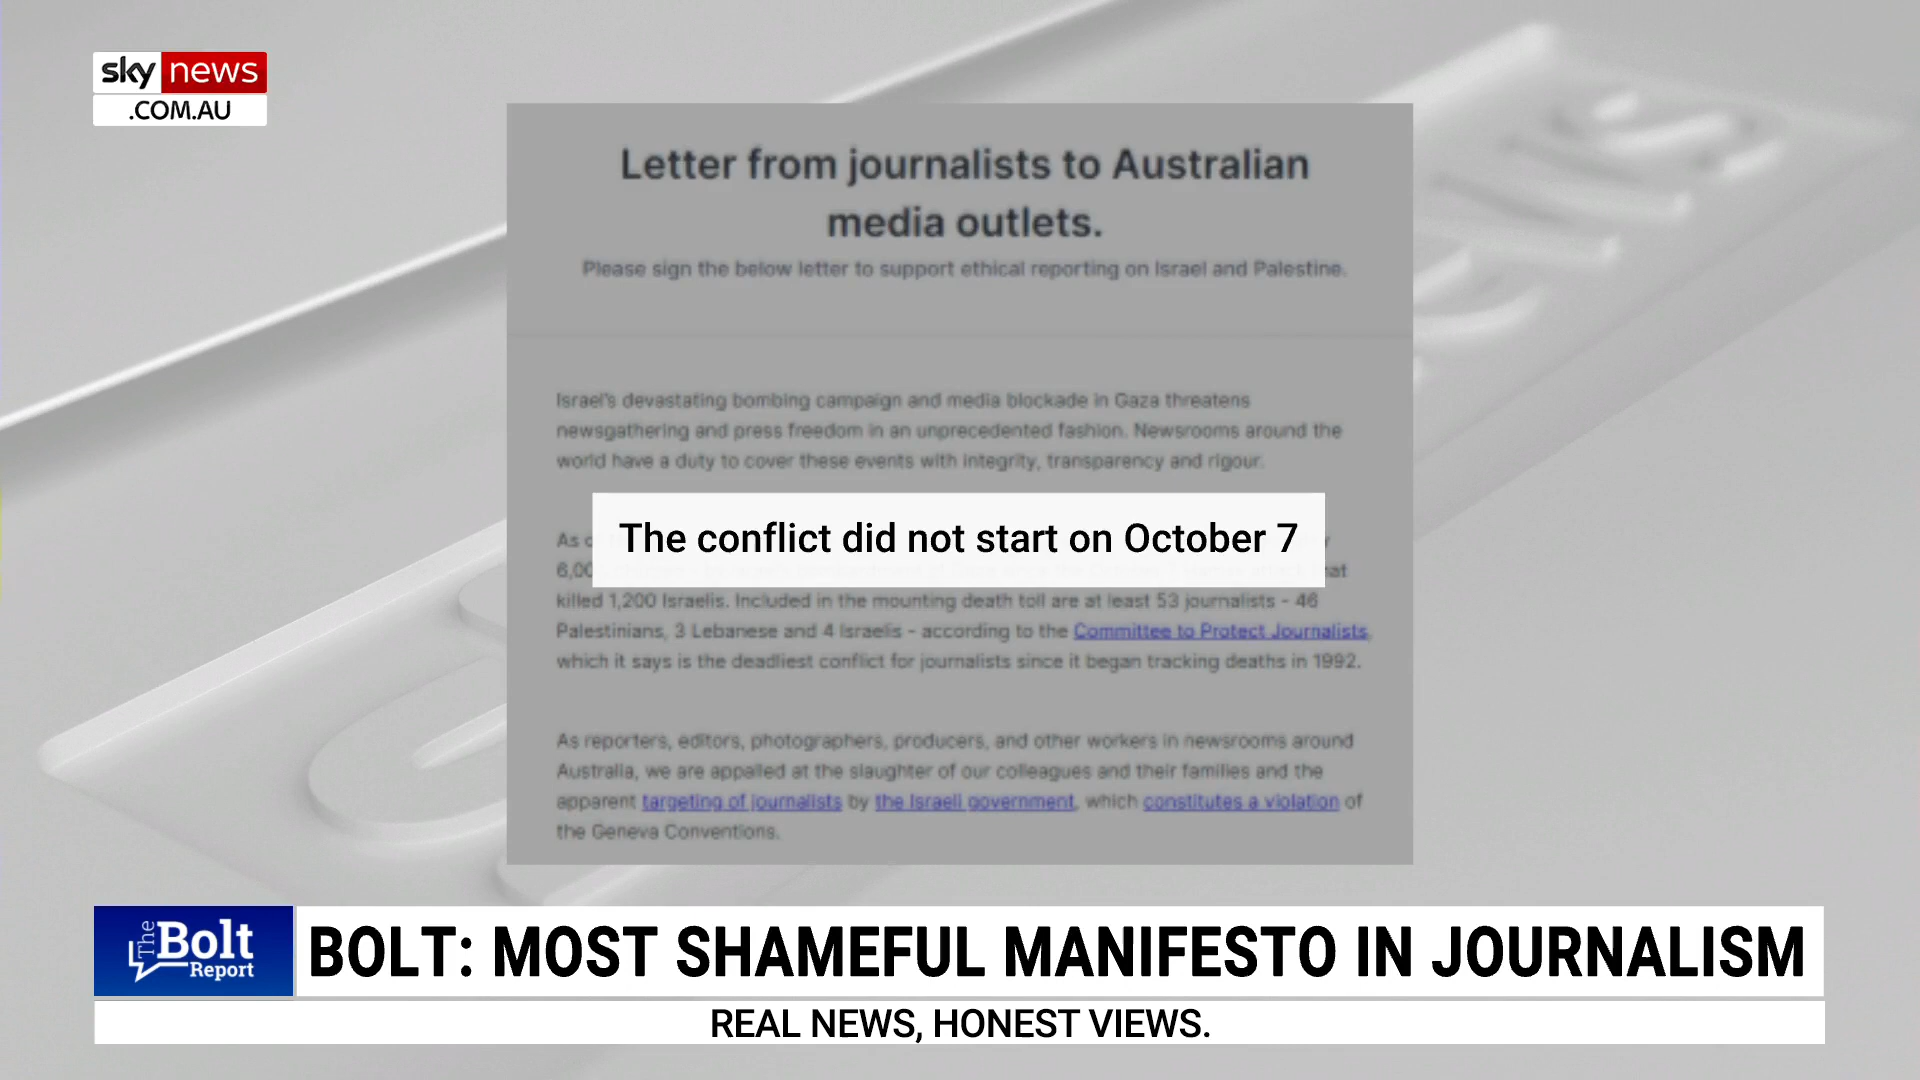 sky news
.COM.AU
Letter from journalists to Australian
media outlets.
Please sign the below letter to support ethical reporting on Israel and Palestine.
Israel's devastating bombing campaign and media blockade in Gaza threatens
newsgathering and press freedom in an unprecedented fashion. Newsrooms around the
world have a duty to cover these events with integrity, transparency and rigour.
As
The conflict did not start on October 7
killed 1,200 Israelis. Included in the mounting death toll are at least 53 journalists - 46
Palestinians, 3 Lebanese and 4 Israelis - according to the Committee to Protect Journalists,
which it says is the deadliest conflict for journalists since it began tracking deaths in 1992.
As reporters, editors, photographers, producers, and other workers in newsrooms around
Australia, we are appalled at the slaughter of our colleagues and their families and the
apparent targeting of journalists by the Israeli government, which constitutes a violation of
the Geneva Conventions.
The Bolt Report
BOLT: MOST SHAMEFUL MANIFESTO IN JOURNALISM
REAL NEWS, HONEST VIEWS.